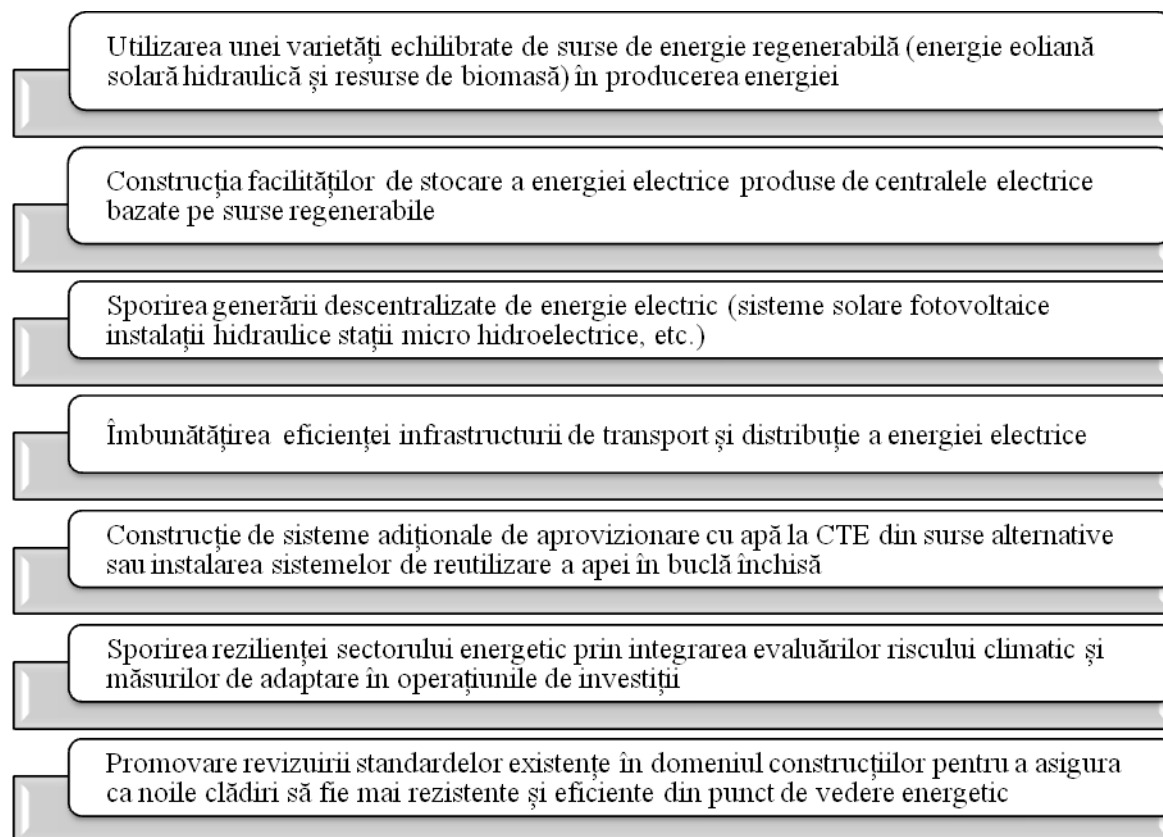 Utilizarea unei varietăți echilibrate de surse de energie regenerabilă (energie eoliană
solară hidraulică și resurse de biomasă) în producerea energiei
Construcția facilităților de stocare a energiei electrice produse de centralele electrice
bazate pe surse regenerabile
Sporirea generării descentralizate de energie electric (sisteme solare fotovoltaice
instalații hidraulice stații micro hidroelectrice, etc.)
Îmbunătățirea eficienței infrastructurii de transport și distribuție a energiei electrice
Construcție de sisteme adiționale de aprovizionare cu apă la CTE din surse alternative
sau instalarea sistemelor de reutilizare a apei în buclă închisă
Sporirea rezilienței sectorului energetic prin integrarea evaluărilor riscului climatic și
măsurilor de adaptare în operațiunile de investiții
Promovare revizuirii standardelor existențe în domeniul construcțiilor pentru a asigura
ca noile clădiri să fie mai rezistente și eficiente din punct de vedere energetic